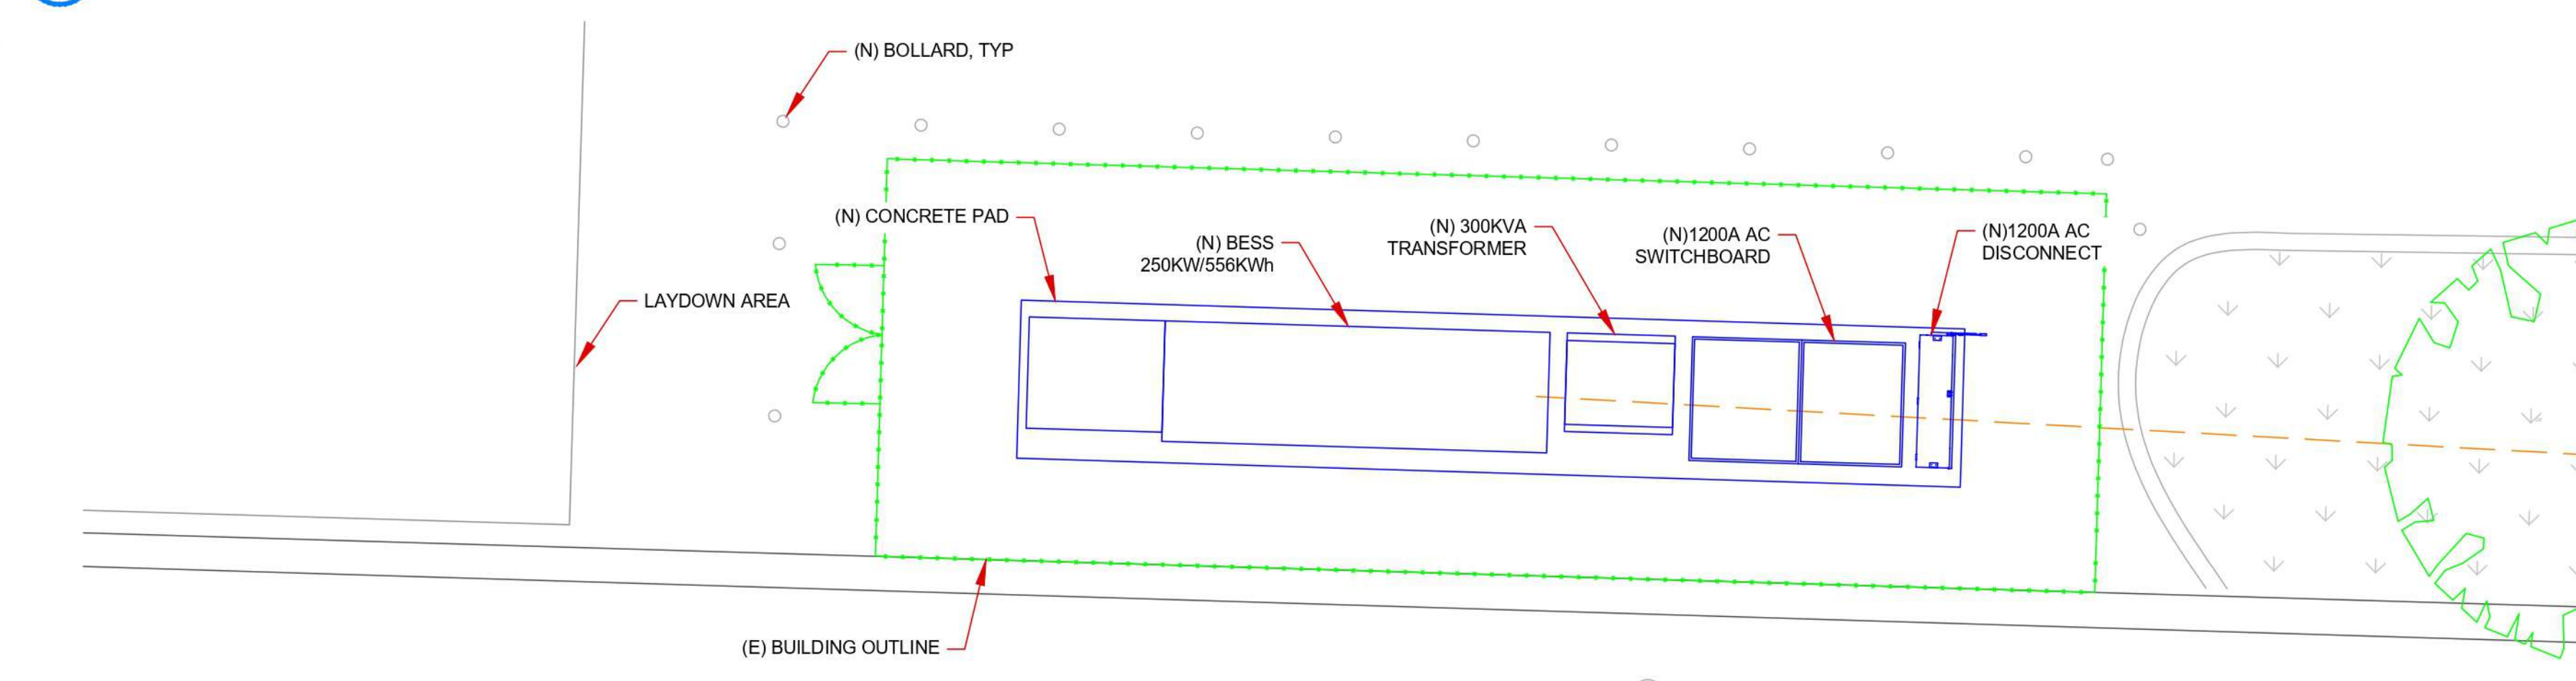 (N) BOLLARD, TYP
(N) CONCRETE PAD
(N) BESS
250KW/556KWh
(N) 300KVA
TRANSFORMER
(N)1200A AC
SWITCHBOARD
(N)1200A AC
DISCONNECT
LAYDOWN AREA
(E) BUILDING OUTLINE